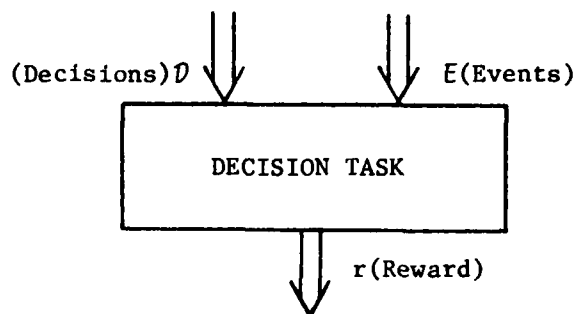 (Decisions) D
E (Events)
DECISION TASK
r(Reward)